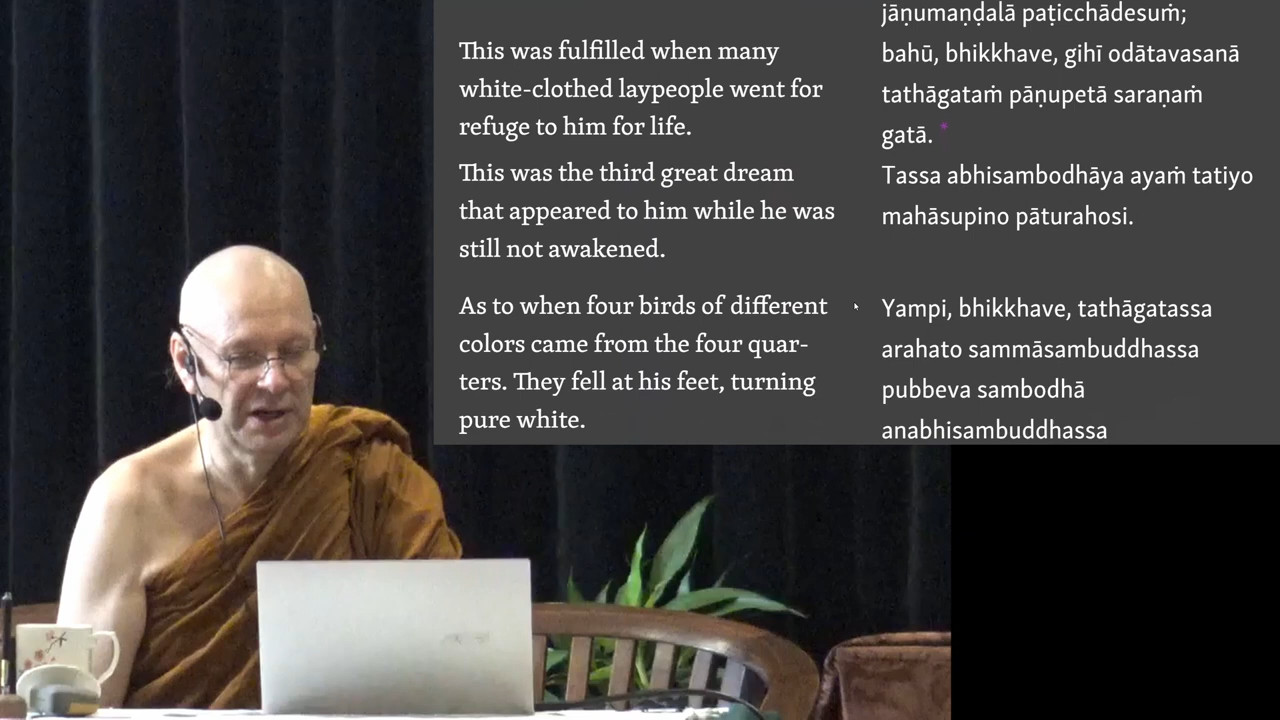 This was fulfilled when many
white-clothed laypeople went for
refuge to him for life.
This was the third great dream
that appeared to him while he was
still not awakened.
As to when four birds of different
colors came from the four quar-
ters. They fell at his feet, turning
pure white.
jāṇumaṇḍalā paṭicchādesuṁ;
bahū, bhikkhave, gihī odātavasanā
tathāgataṁ pāṇupetā saraṇaṁ
gatā. *
Tassa abhisambodhāya ayaṁ tatiyo
mahāsupino pāturahosi.
Yampi, bhikkhave, tathāgatassa
arahato sammāsambuddhassa
pubbeva sambodhā
anabhisambuddhassa